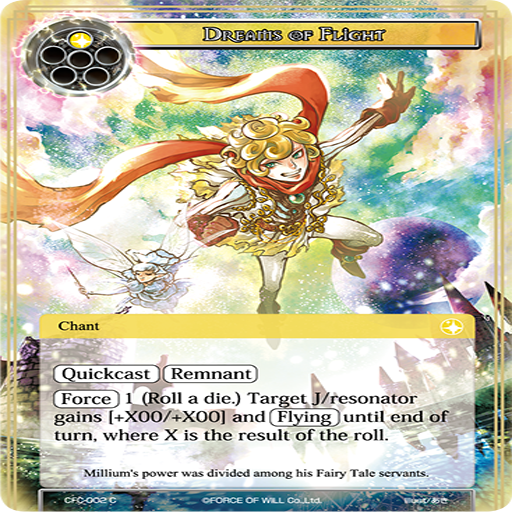 Dreams of Flight
Chant
Quickcast Remnant
Force 1 (Roll a die.) Target J/resonator
gains [+X00/+X00] and Flying until end of
turn, where X is the result of the roll.
Millium's power was divided among his Fairy Tale servants.
CFC-002 C ©FORCE OF WILL Co.,Ltd.